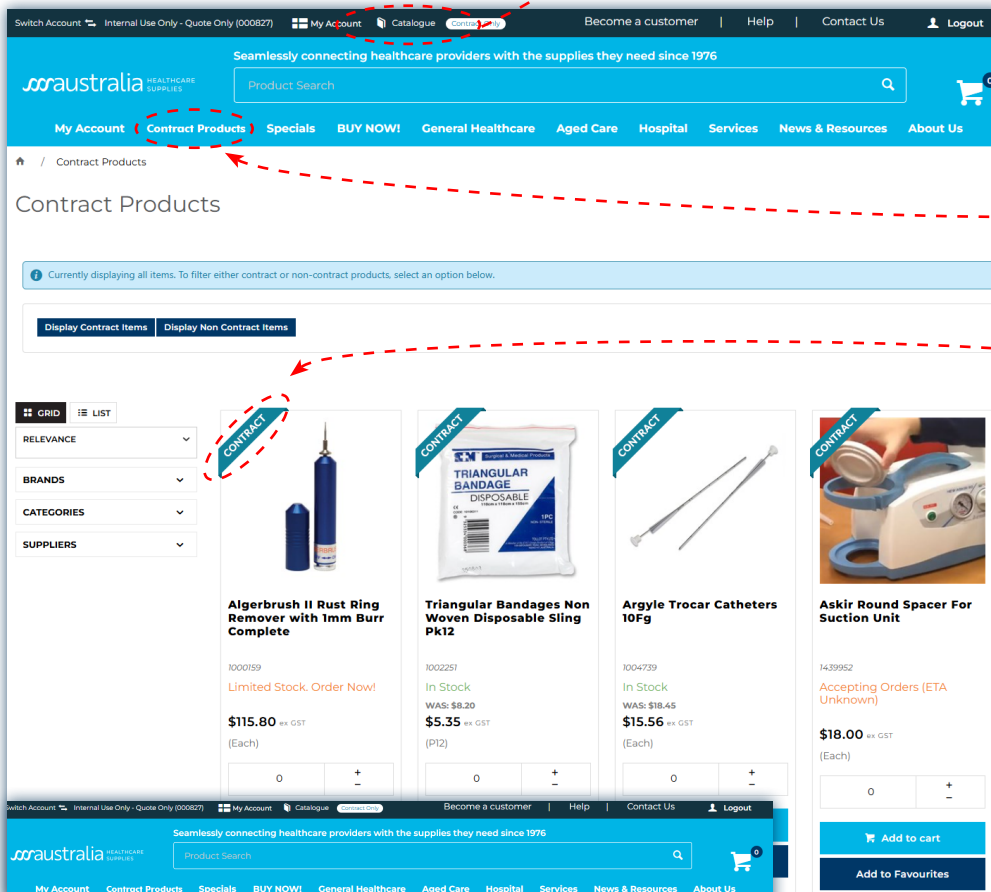 Switch Account Internal Use Only - Quote Only (000827) My Account Catalogue Contract Only Become a customer | Help | Contact Us Logout
Seamlessly connecting healthcare providers with the supplies they need since 1976
australia HEALTHCARE SUPPLIES
Product Search
0
My Account Contract Products Specials BUY NOW! General Healthcare Aged Care Hospital Services News & Resources About Us
/ Contract Products
Contract Products
Currently displaying all items. To filter either contract or non-contract products, select an option below.
Display Contract Items Display Non Contract Items
GRID LIST
RELEVANCE
BRANDS
CATEGORIES
SUPPLIERS
CONTRACT
Algerbrush II Rust Ring
Remover with 1mm Burr
Complete
1000159
Limited Stock. Order Now!
$115.80 ex GST
(Each)
0 + −
CONTRACT
Surgical & Medical Products
TRIANGULAR
BANDAGE
DISPOSABLE
1PC
Triangular Bandages Non
Woven Disposable Sling
Pk12
1002251
In Stock
WAS: $8.20
$5.35 ex GST
(P12)
0 + −
CONTRACT
Argyle Trocar Catheters
10Fg
1004739
In Stock
WAS: $18.45
$15.56 ex GST
(Each)
0 + −
CONTRACT
Askir Round Spacer For
Suction Unit
1439952
Accepting Orders (ETA
Unknown)
$18.00 ex GST
(Each)
0 + −
Add to cart
Add to Favourites
Switch Account Internal Use Only - Quote Only (000827) My Account Catalogue Contract Only Become a customer | Help | Contact Us Logout
Seamlessly connecting healthcare providers with the supplies they need since 1976
australia HEALTHCARE SUPPLIES
Product Search
0
My Account Contract Products Specials BUY NOW! General Healthcare Aged Care Hospital Services News & Resources About Us